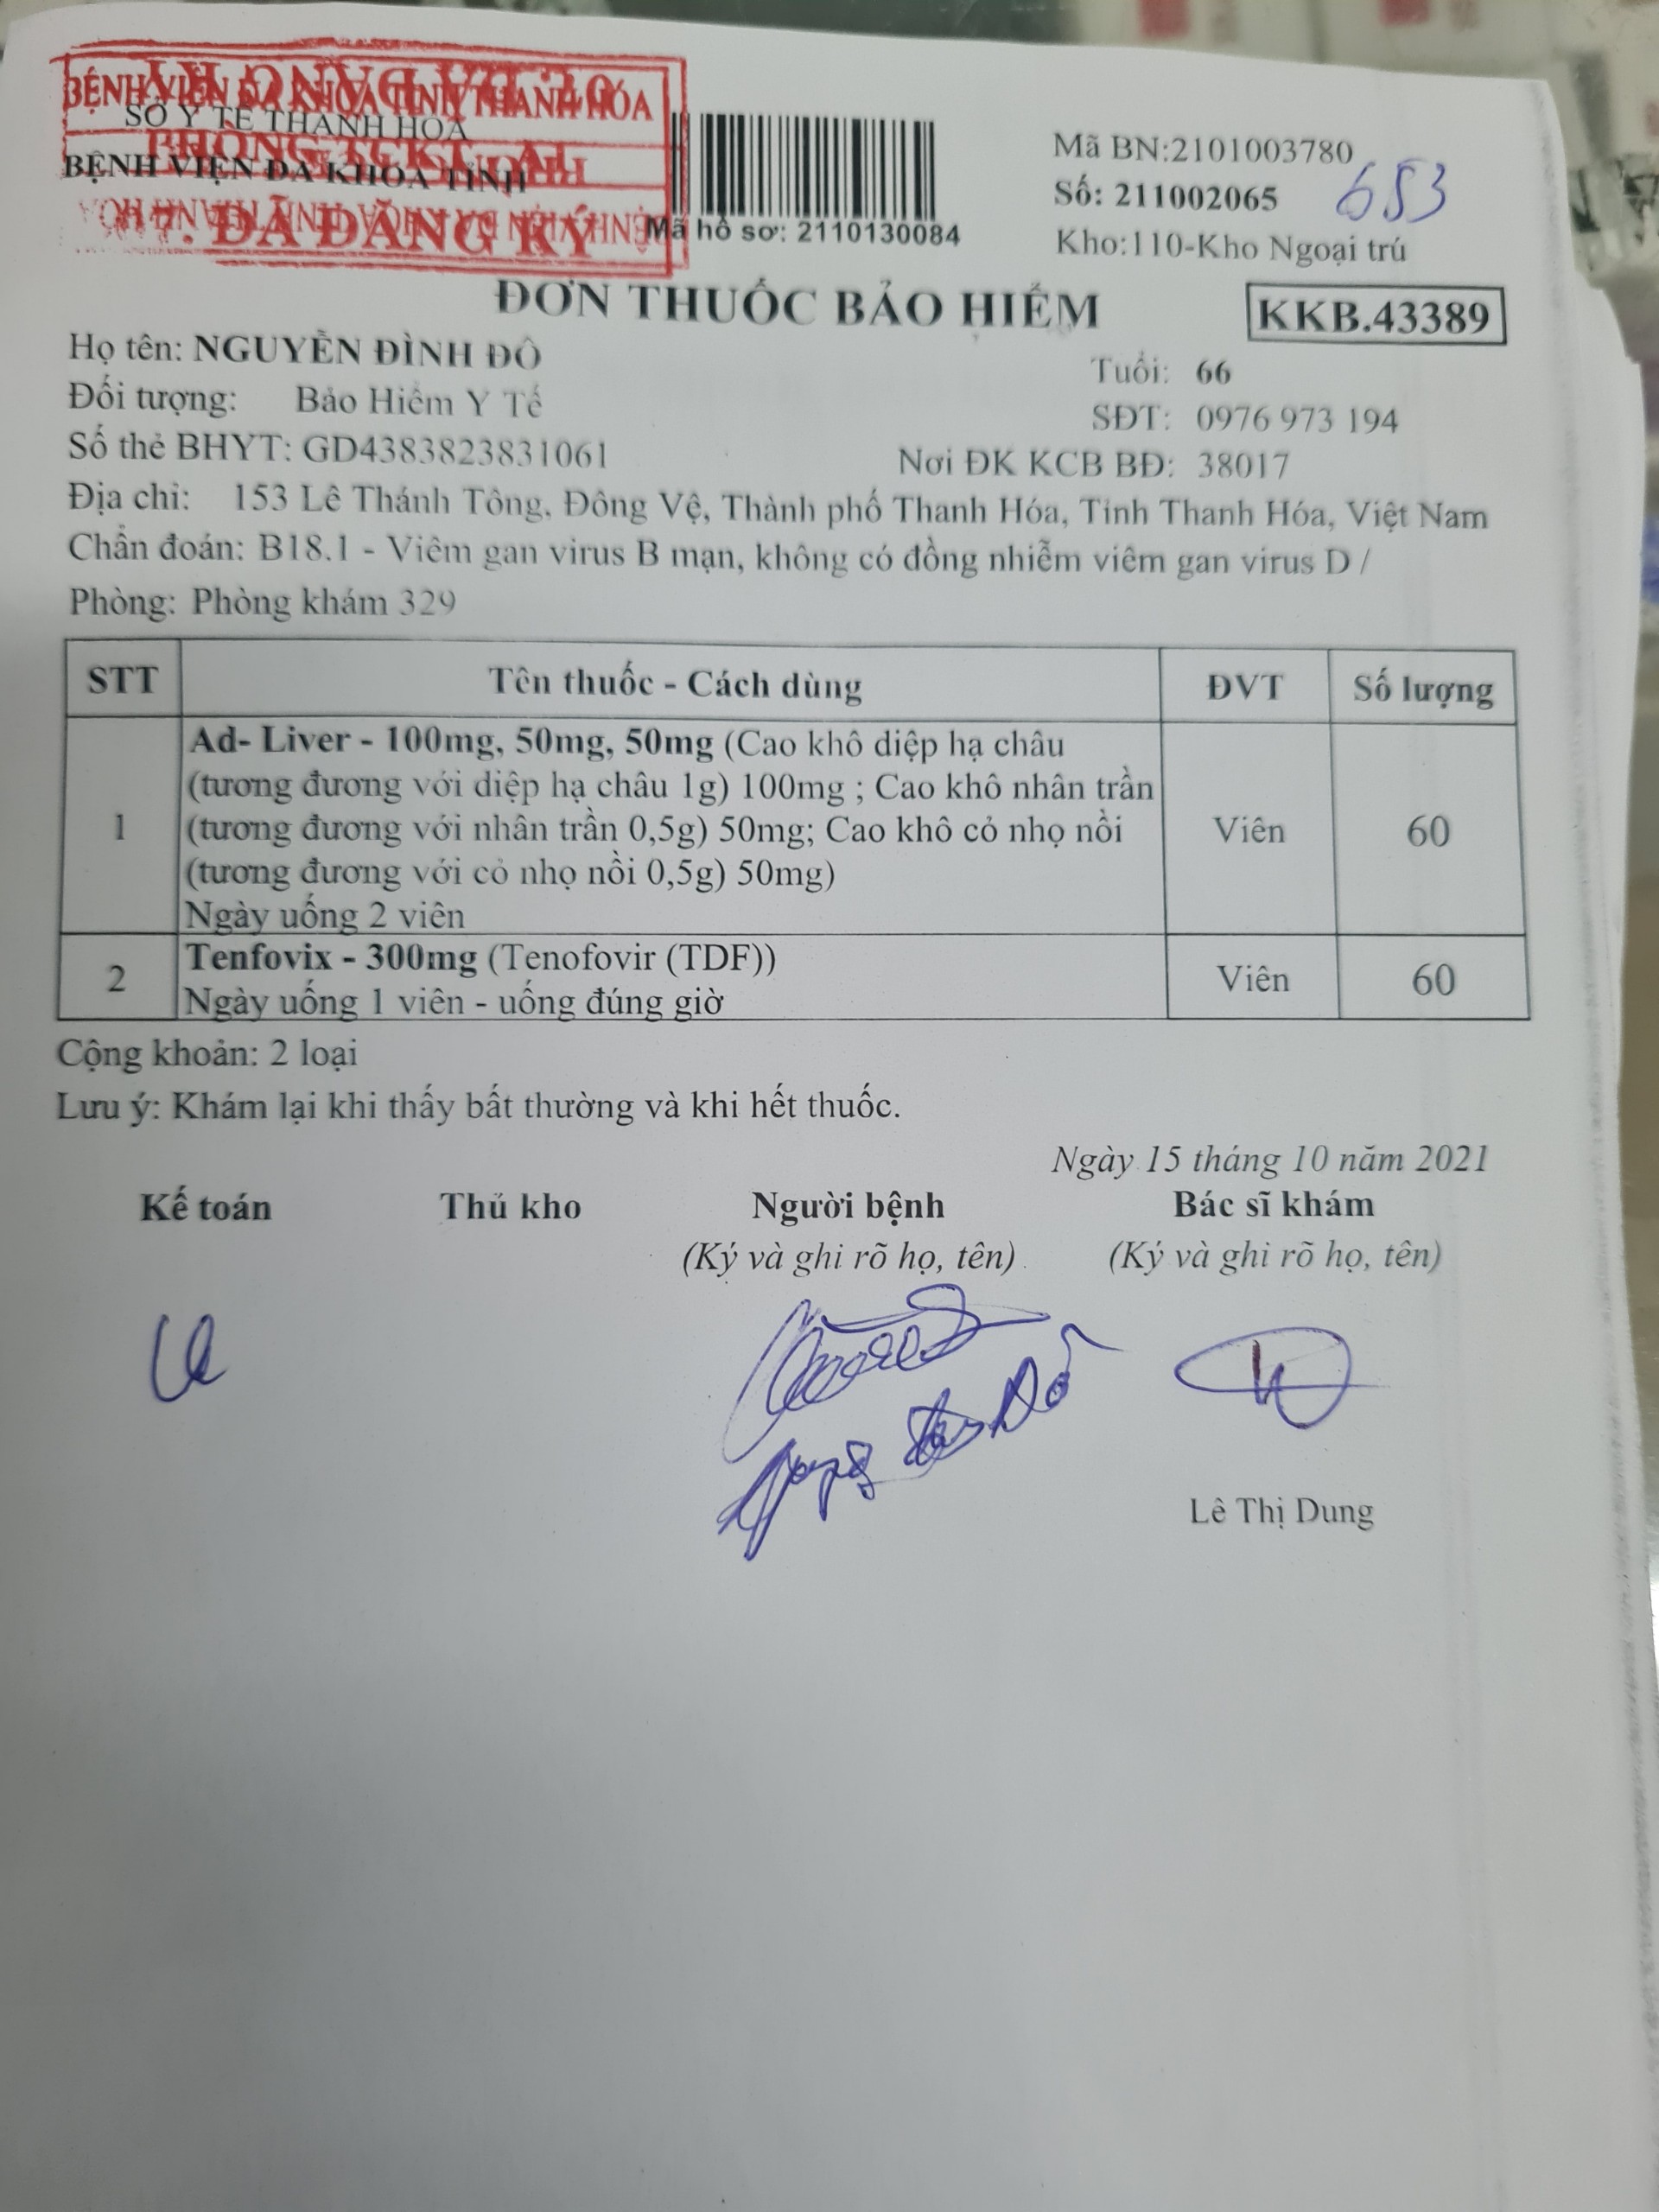 BỆNH VIỆN ĐA KHOA TỈNH THANH HÓA
SỞ Y TẾ THANH HÓA
BỆNH VIỆN ĐA KHOA TỈNH
ĐÃ ĐĂNG KÝ
Mã hồ sơ: 2110130084
Mã BN:2101003780
Số: 211002065
653
Kho:110-Kho Ngoại trú
ĐƠN THUỐC BẢO HIỂM
KKB.43389
Họ tên: NGUYỄN ĐÌNH ĐÔ
Tuổi: 66
Đối tượng: Bảo Hiểm Y Tế
SĐT: 0976 973 194
Số thẻ BHYT: GD4383823831061
Nơi ĐK KCB BĐ: 38017
Địa chỉ: 153 Lê Thánh Tông, Đông Vệ, Thành phố Thanh Hóa, Tỉnh Thanh Hóa, Việt Nam
Chẩn đoán: B18.1 - Viêm gan virus B mạn, không có đồng nhiễm viêm gan virus D /
Phòng: Phòng khám 329
STT Tên thuốc - Cách dùng ĐVT Số lượng
1 Ad- Liver - 100mg, 50mg, 50mg (Cao khô diệp hạ châu
(tương đương với diệp hạ châu 1g) 100mg ; Cao khô nhân trần
(tương đương với nhân trần 0,5g) 50mg; Cao khô cỏ nhọ nồi Viên 60
(tương đương với cỏ nhọ nồi 0,5g) 50mg)
Ngày uống 2 viên
2 Tenfovix - 300mg (Tenofovir (TDF)) Viên 60
Ngày uống 1 viên - uống đúng giờ
Cộng khoản: 2 loại
Lưu ý: Khám lại khi thấy bất thường và khi hết thuốc.
Ngày 15 tháng 10 năm 2021
Kế toán Thủ kho Người bệnh Bác sĩ khám
(Ký và ghi rõ họ, tên) (Ký và ghi rõ họ, tên)
Lê Thị Dung